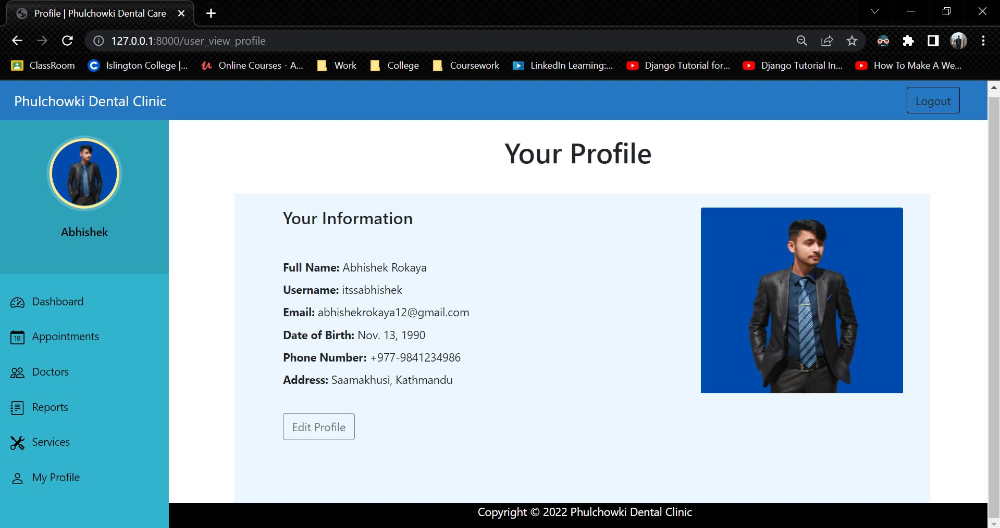 Profile | Phulchowki Dental Care
127.0.0.1:8000/user_view_profile
ClassRoom
Islington College |...
Online Courses - A...
Work
College
Coursework
LinkedIn Learning:...
Django Tutorial for...
Django Tutorial In...
How To Make A We...
Phulchowki Dental Clinic
Logout
Abhishek
Dashboard
19
Appointments
Doctors
Reports
Services
My Profile
Your Profile
Your Information
Full Name: Abhishek Rokaya
Username: itssabhishek
Email: abhishekrokaya12@gmail.com
Date of Birth: Nov. 13, 1990
Phone Number: +977-9841234986
Address: Saamakhusi, Kathmandu
Edit Profile
Copyright © 2022 Phulchowki Dental Clinic